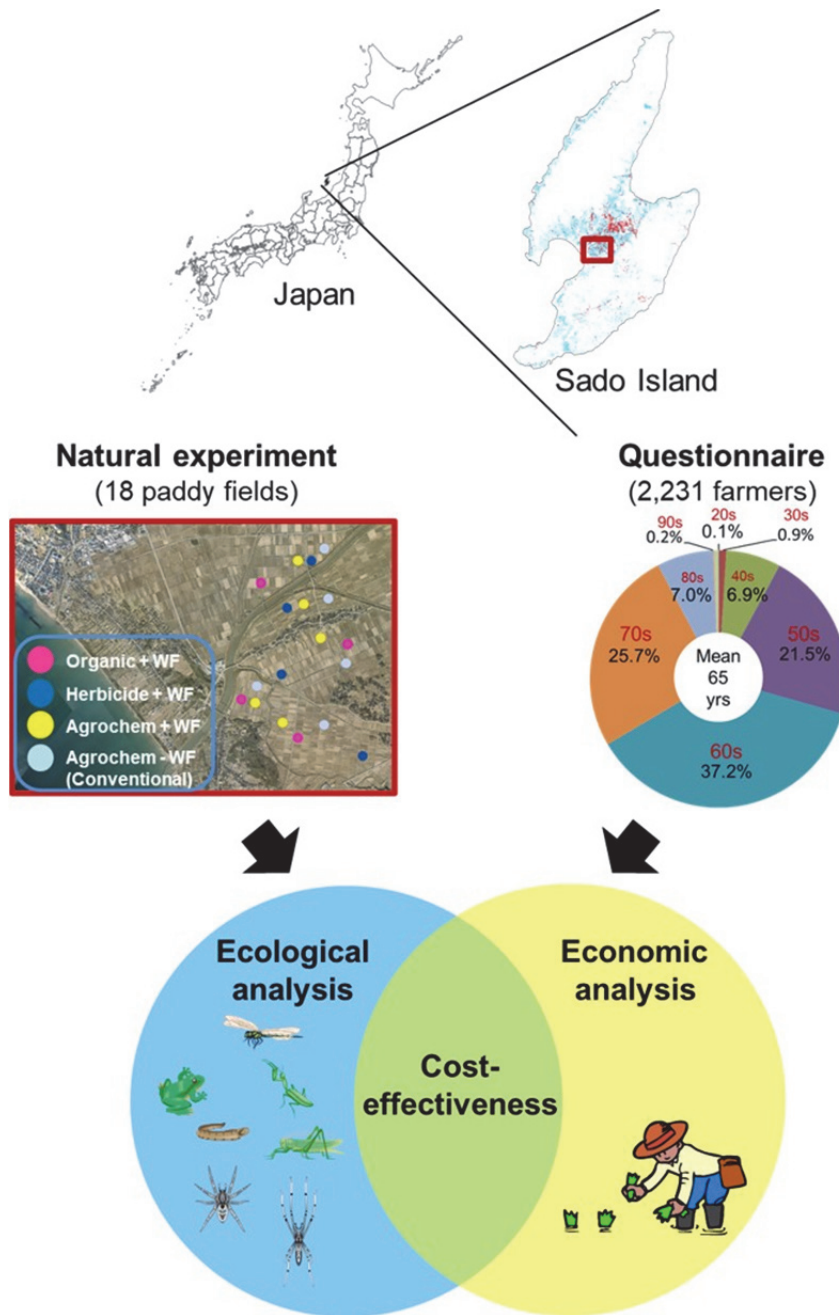 Japan
Sado Island
Natural experiment
(18 paddy fields)
Organic + WF
Herbicide + WF
Agrochem + WF
Agrochem - WF
(Conventional)
Questionnaire
(2,231 farmers)
90s
0.2%
20s
0.1%
30s
0.9%
80s
7.0%
40s
6.9%
70s
25.7%
50s
21.5%
Mean
65
yrs
60s
37.2%
Ecological
analysis
Economic
analysis
Cost-
effectiveness